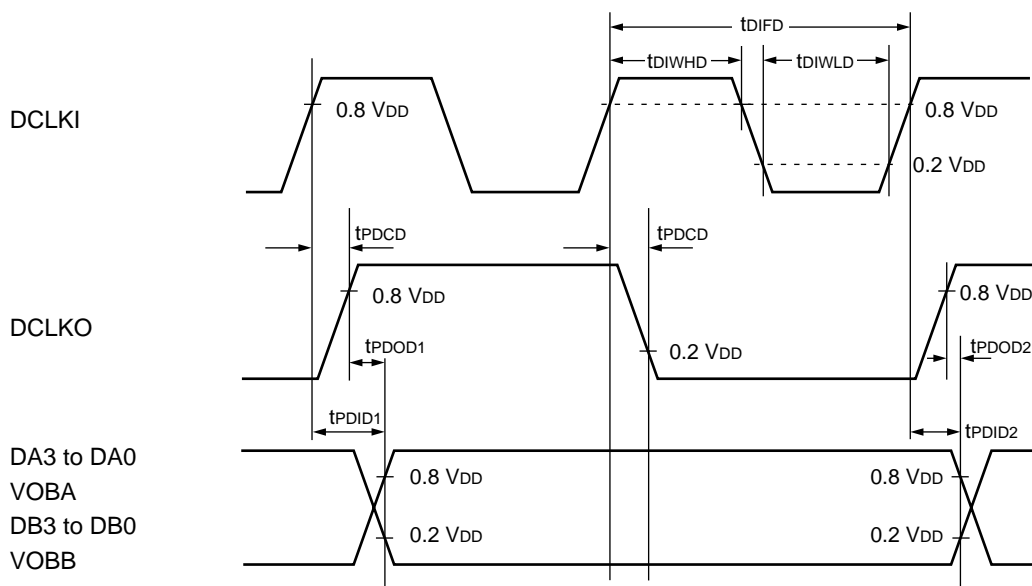 tDIFD
tDIWHD
tDIWLD
DCLKI
0.8 VDD
0.8 VDD
0.2 VDD
tPDCD
tPDCD
DCLKO
0.8 VDD
0.8 VDD
0.2 VDD
tPDOD1
tPDOD2
tPDID1
tPDID2
DA3 to DA0
VOBA
DB3 to DB0
VOBB
0.8 VDD
0.8 VDD
0.2 VDD
0.2 VDD